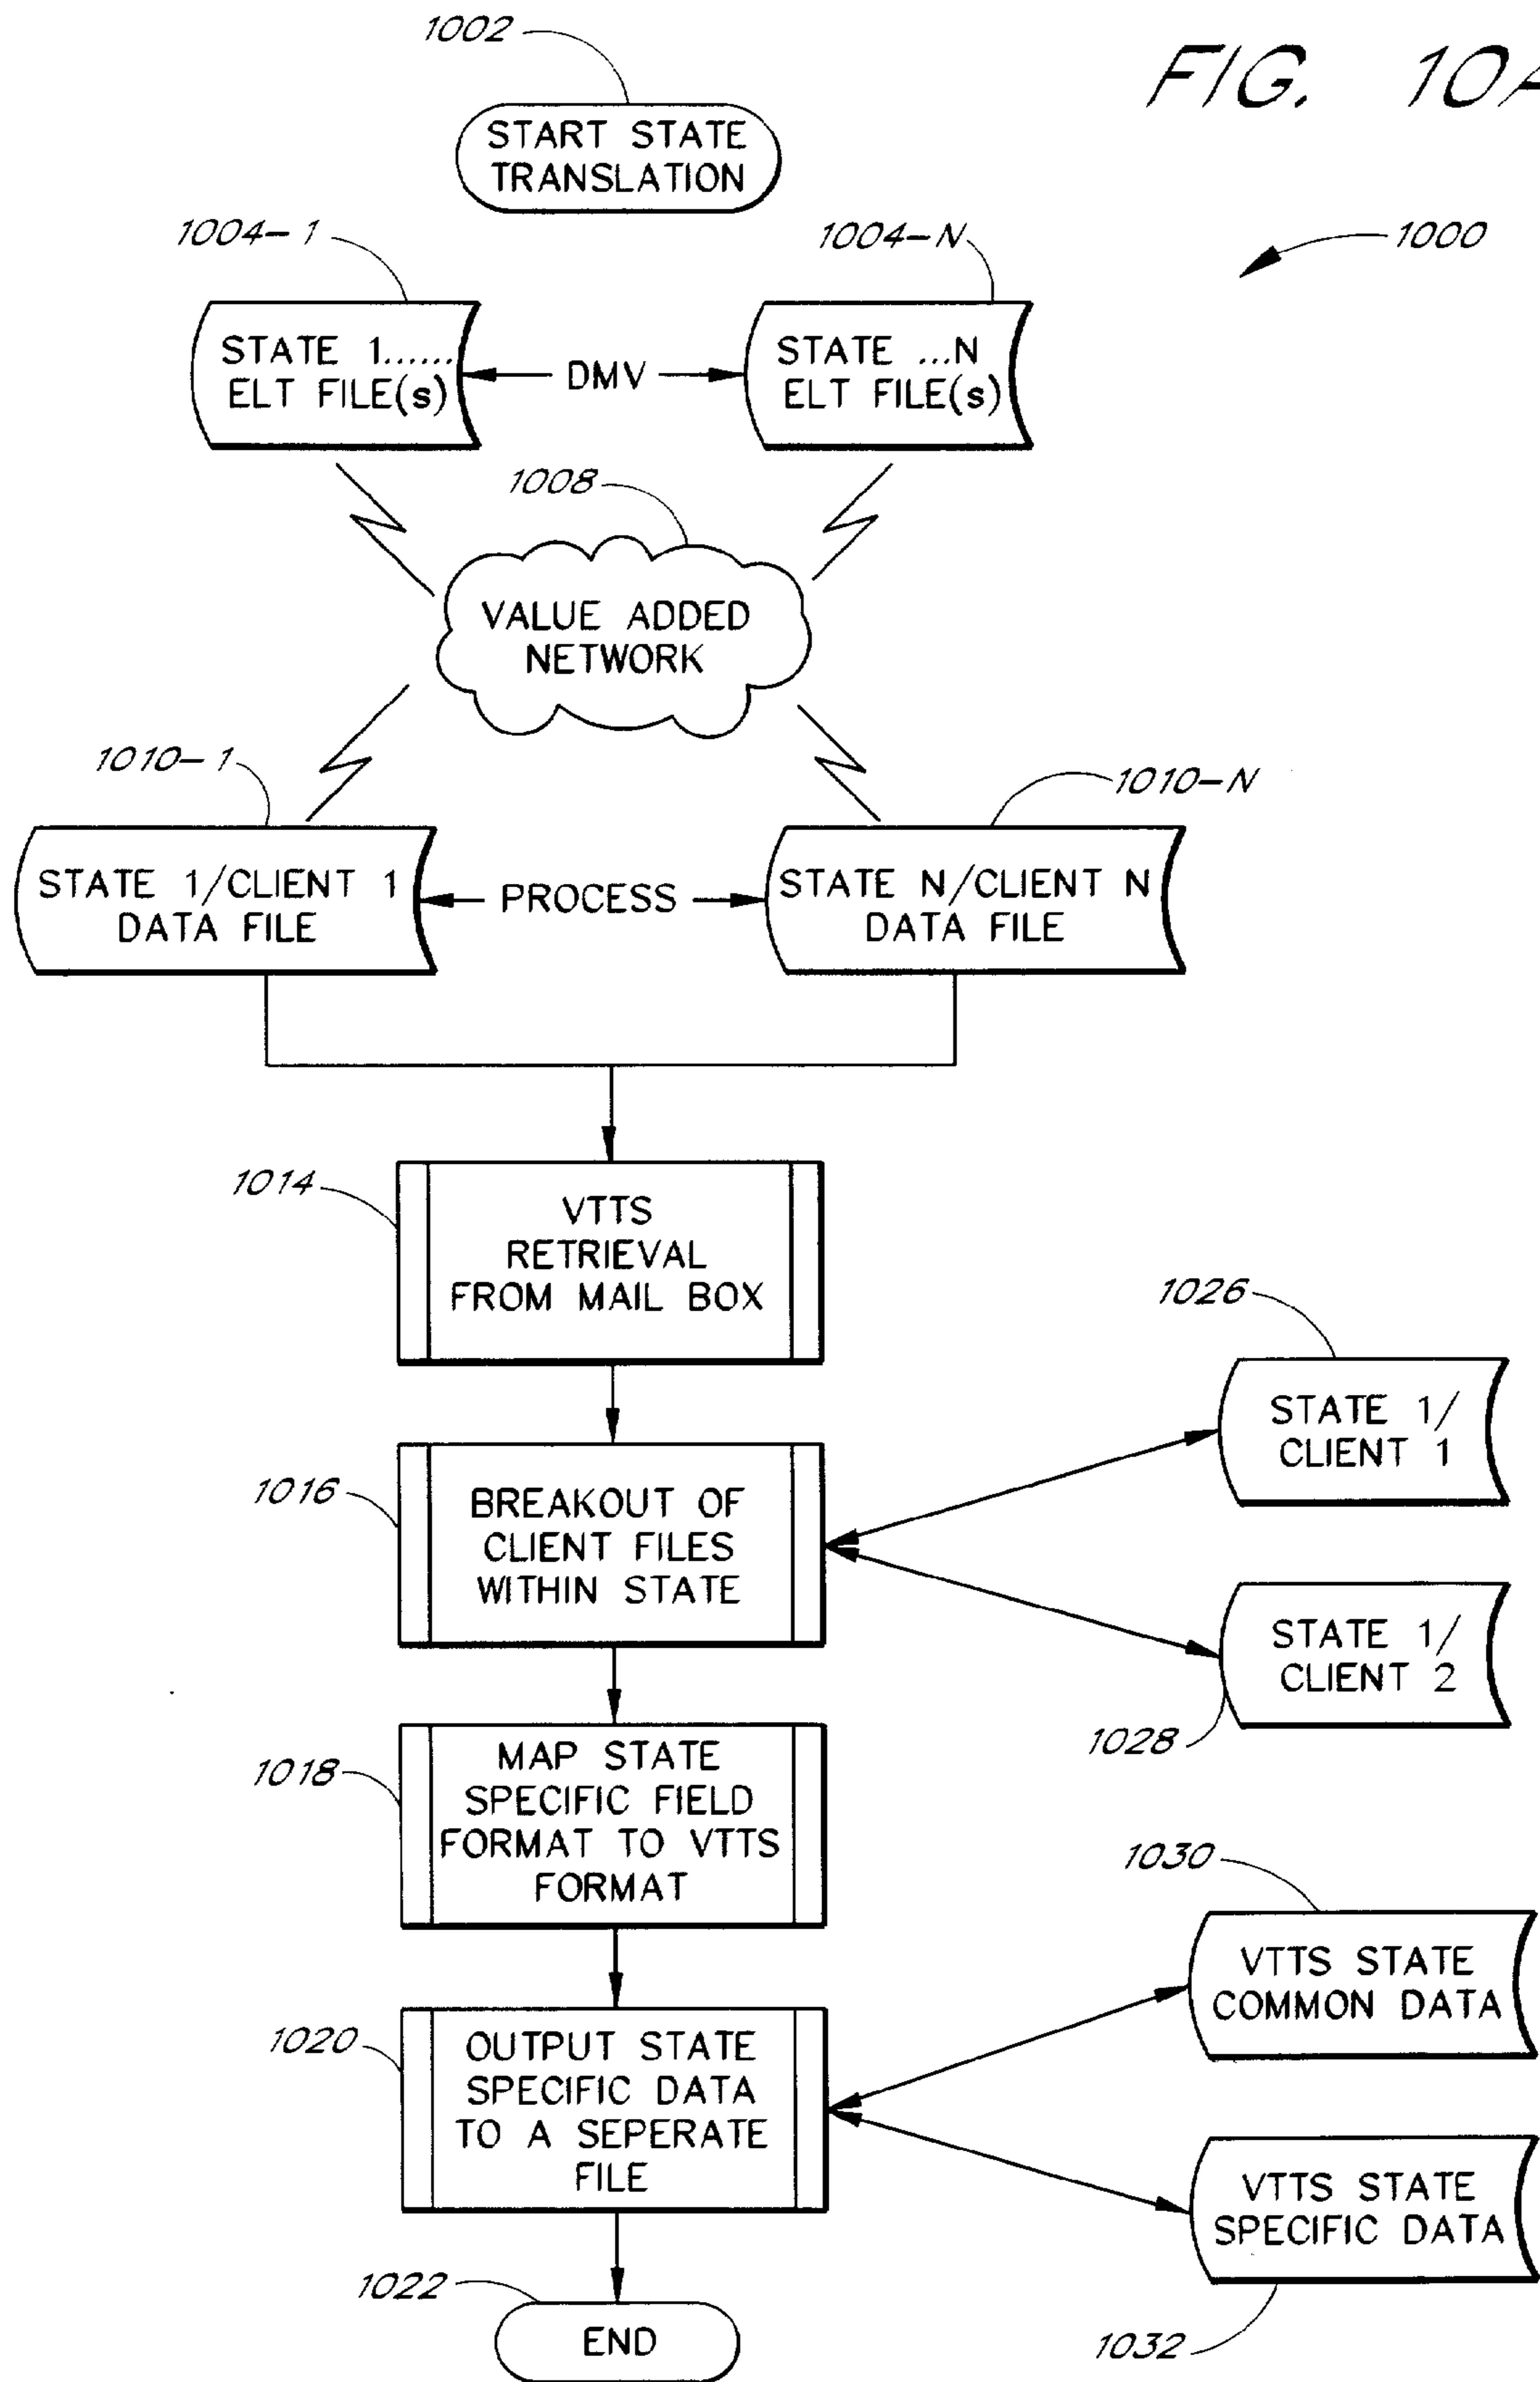 1002
FIG. 10A
START STATE
TRANSLATION
1004-1
1004-N
1000
STATE 1......
ELT FILE(s)
DMV
STATE ...N
ELT FILE(s)
1008
VALUE ADDED
NETWORK
1010-1
1010-N
STATE 1/CLIENT 1
DATA FILE
PROCESS
STATE N/CLIENT N
DATA FILE
1014
VTTS
RETRIEVAL
FROM MAIL BOX
1026
STATE 1/
CLIENT 1
1016
BREAKOUT OF
CLIENT FILES
WITHIN STATE
STATE 1/
CLIENT 2
1028
1018
MAP STATE
SPECIFIC FIELD
FORMAT TO VTTS
FORMAT
1030
VTTS STATE
COMMON DATA
1020
OUTPUT STATE
SPECIFIC DATA
TO A SEPERATE
FILE
VTTS STATE
SPECIFIC DATA
1032
1022
END